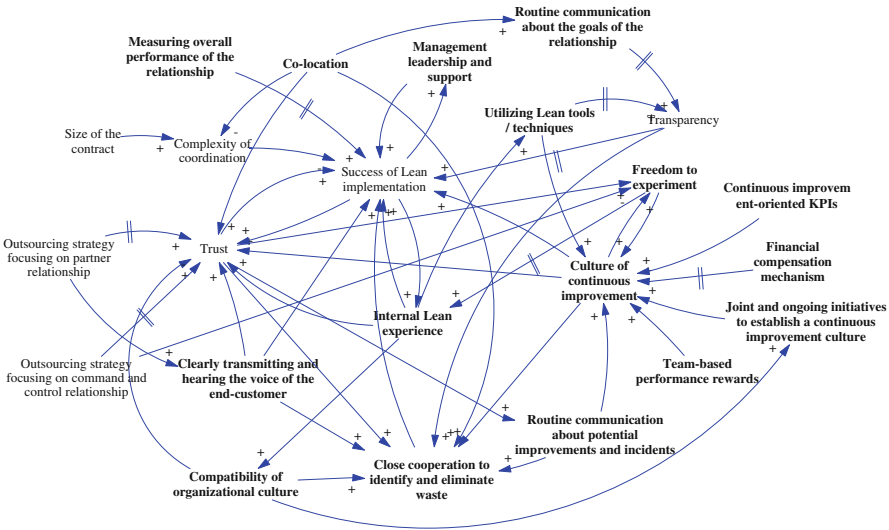 Routine communication
about the goals of the
relationship
Measuring overall
performance of the
relationship
Co-location
Management
leadership and
support
Utilizing Lean tools
/ techniques
Transparency
Size of the
contract
Complexity of
coordination
Success of Lean
implementation
Freedom to
experiment
Continuous improvem
ent-oriented KPIs
Outsourcing strategy
focusing on partner
relationship
Trust
Culture of
continuous
improvement
Financial
compensation
mechanism
Internal Lean
experience
Joint and ongoing initiatives
to establish a continuous
improvement culture
Outsourcing strategy
focusing on command and
control relationship
Clearly transmitting and
hearing the voice of the
end-customer
Team-based
performance rewards
Routine communication
about potential
improvements and incidents
Compatibility of
organizational culture
Close cooperation to
identify and eliminate
waste